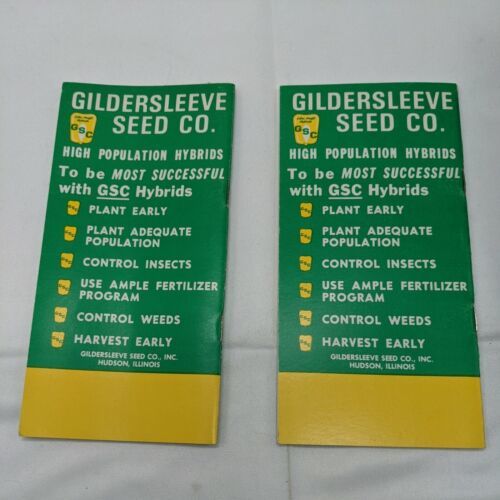 GILDERSLEEVE
SEED CO.
GSC
HIGH POPULATION HYBRIDS
To be MOST SUCCESSFUL
with GSC Hybrids
PLANT EARLY
PLANT ADEQUATE
POPULATION
CONTROL INSECTS
USE AMPLE FERTILIZER
PROGRAM
CONTROL WEEDS
HARVEST EARLY
GILDERSLEEVE SEED CO., INC.
HUDSON, ILLINOIS
GILDERSLEEVE
SEED CO.
GSC
HIGH POPULATION HYBRIDS
To be MOST SUCCESSFUL
with GSC Hybrids
PLANT EARLY
PLANT ADEQUATE
POPULATION
CONTROL INSECTS
USE AMPLE FERTILIZER
PROGRAM
CONTROL WEEDS
HARVEST EARLY
GILDERSLEEVE SEED CO., INC.
HUDSON, ILLINOIS